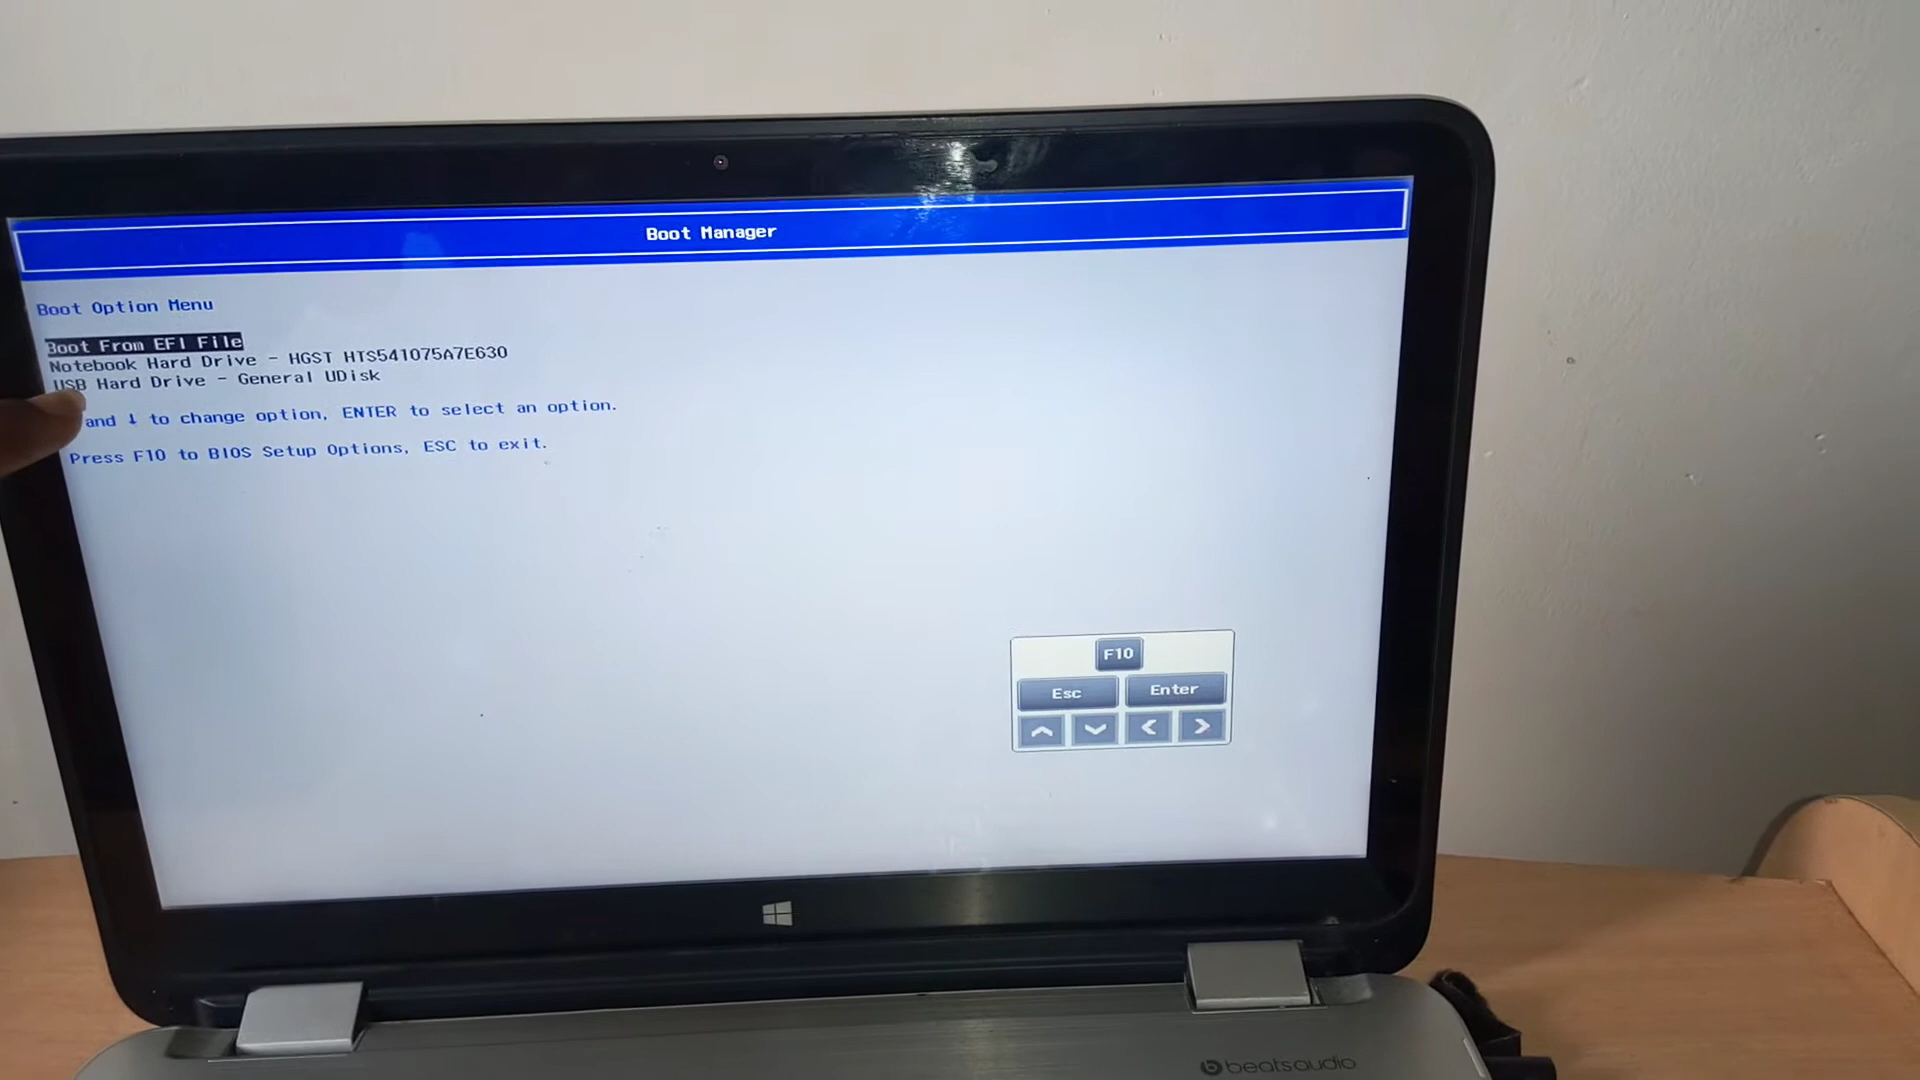 Boot Manager
Boot Option Menu
Boot From EFI File
Notebook Hard Drive - HGST HTS541075A7E630
USB Hard Drive - General UDisk
and ↓ to change option, ENTER to select an option.
Press F10 to BIOS Setup Options, ESC to exit.
F10
Esc Enter
beatsaudio